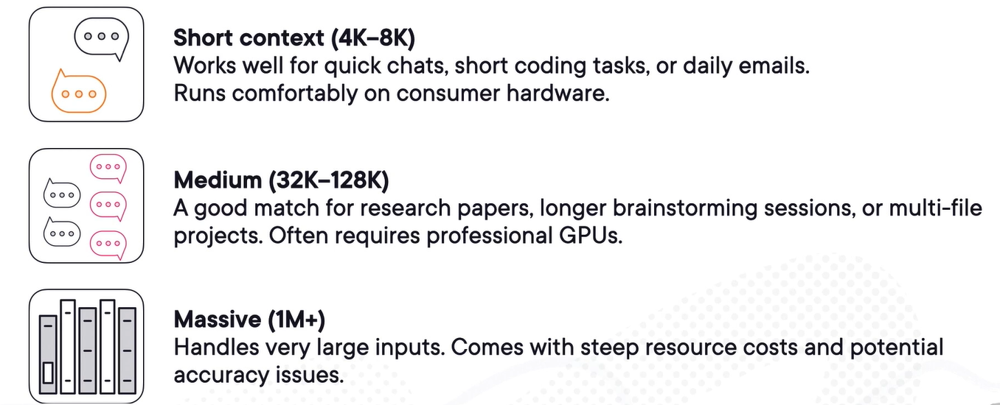 Short context (4K–8K)
Works well for quick chats, short coding tasks, or daily emails.
Runs comfortably on consumer hardware.
Medium (32K–128K)
A good match for research papers, longer brainstorming sessions, or multi-file
projects. Often requires professional GPUs.
Massive (1M+)
Handles very large inputs. Comes with steep resource costs and potential
accuracy issues.